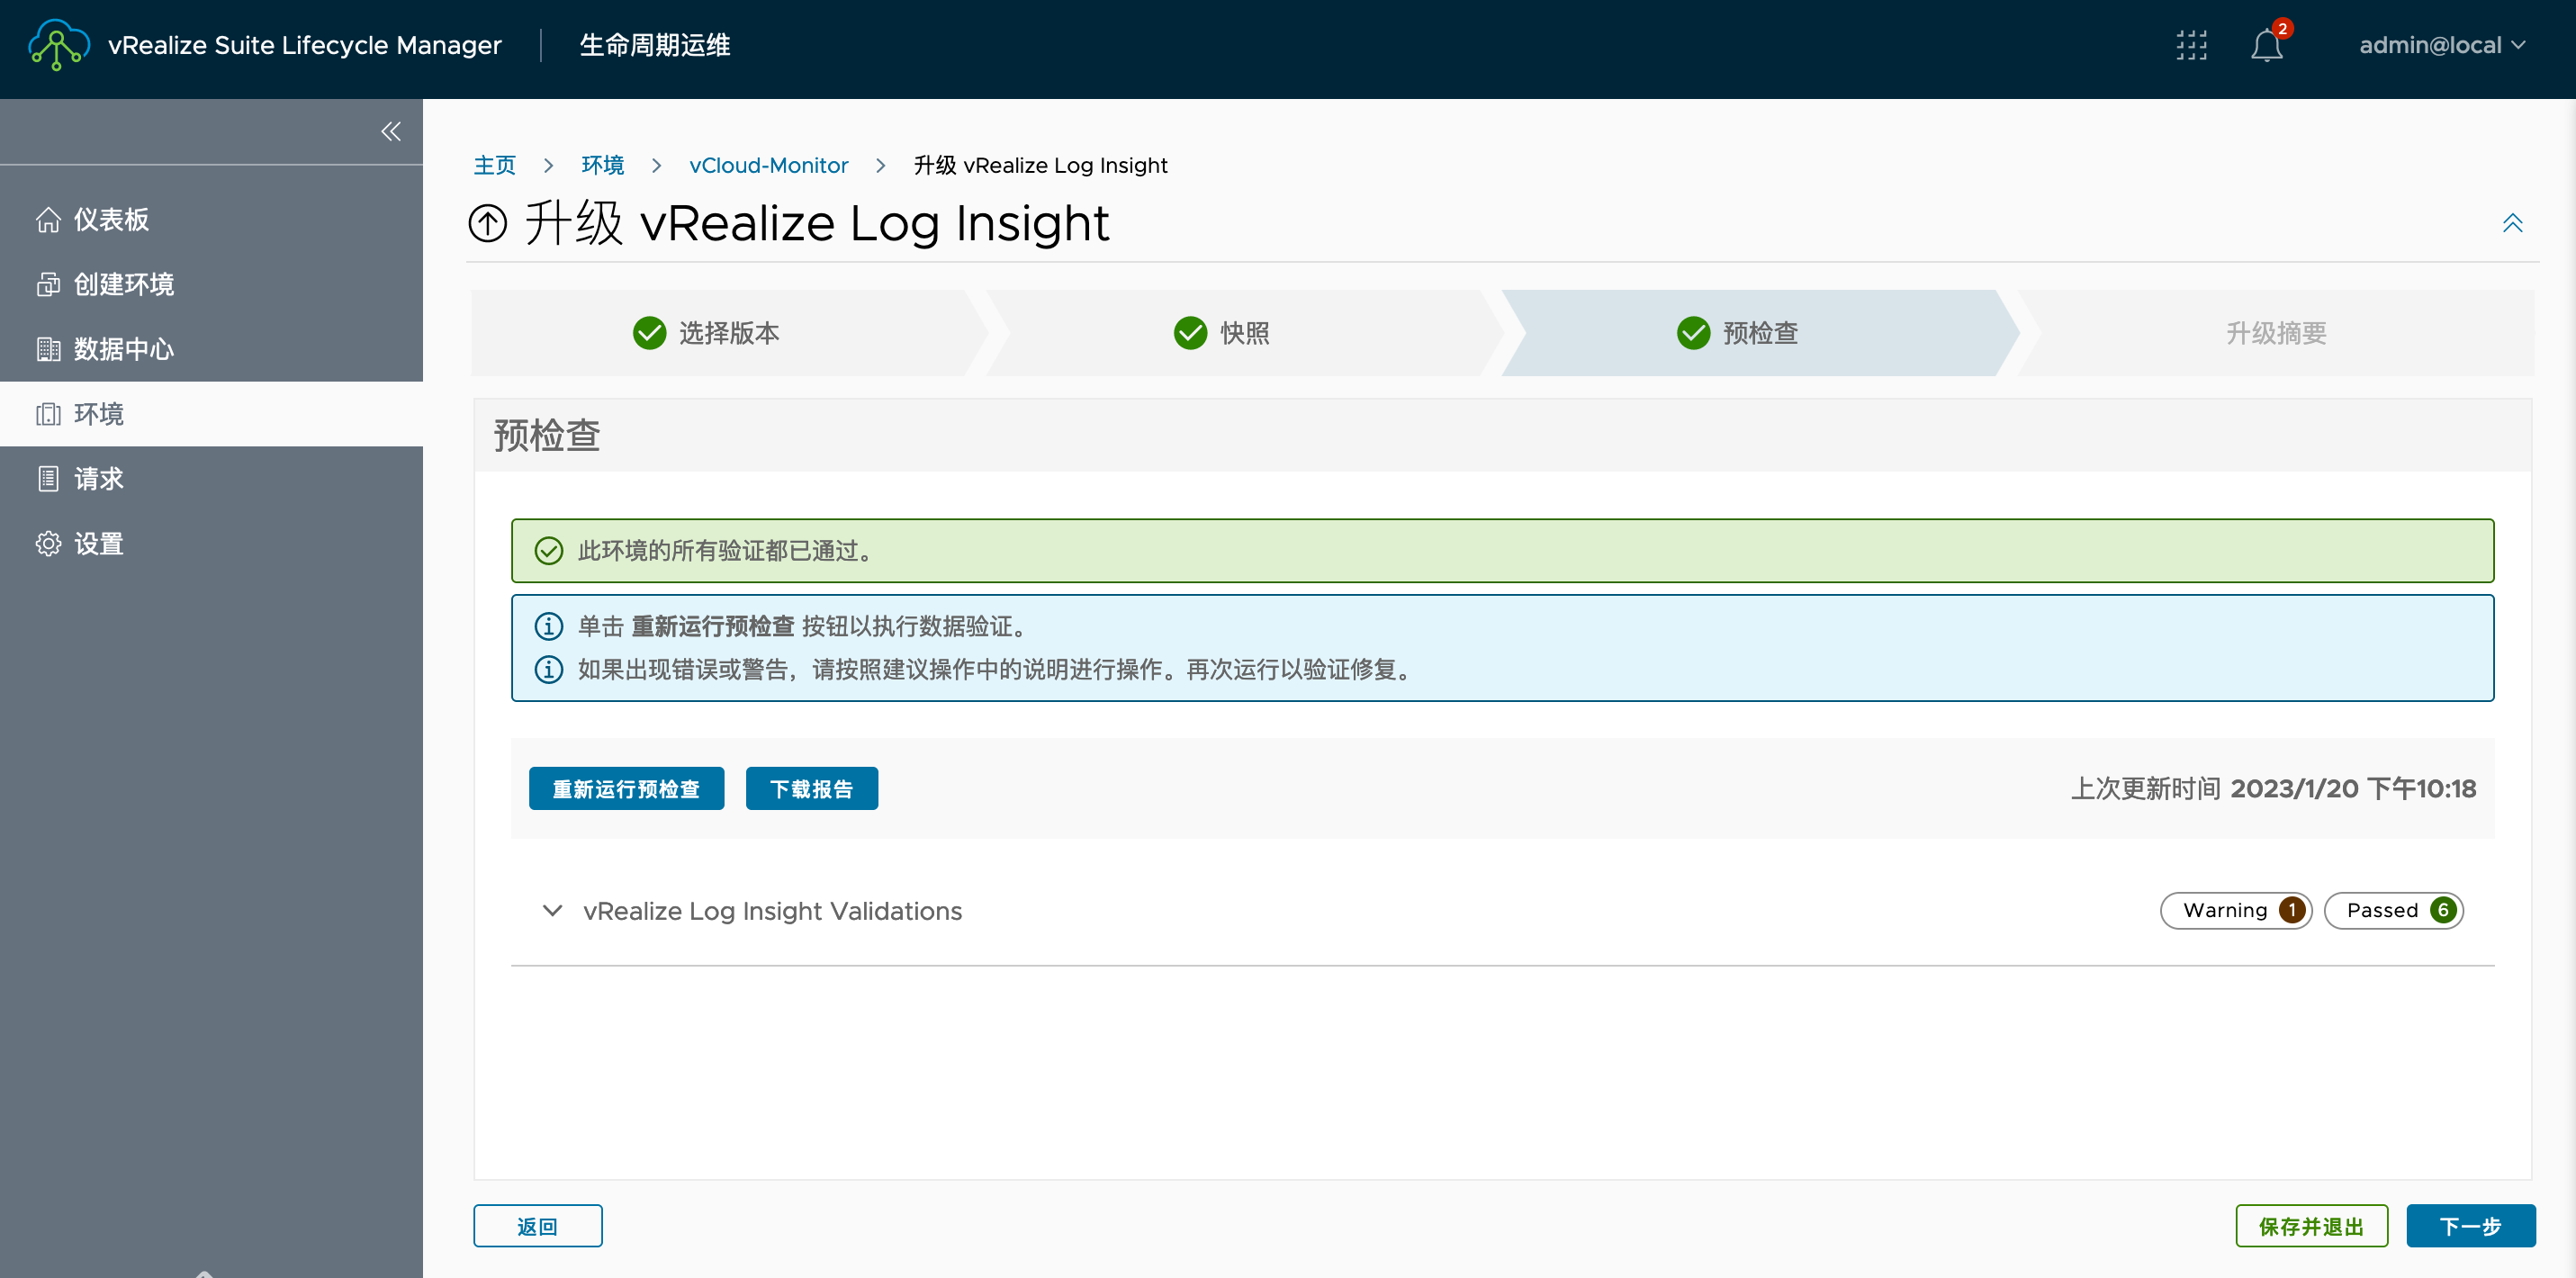 vRealize Suite Lifecycle Manager
生命周期运维
2
admin@local
仪表板
创建环境
数据中心
环境
请求
设置
主页 > 环境 > vCloud-Monitor > 升级 vRealize Log Insight
升级 vRealize Log Insight
选择版本
快照
预检查
升级摘要
预检查
此环境的所有验证都已通过。
单击 重新运行预检查 按钮以执行数据验证。
如果出现错误或警告，请按照建议操作中的说明进行操作。再次运行以验证修复。
重新运行预检查
下载报告
上次更新时间 2023/1/20 下午10:18
vRealize Log Insight Validations
Warning 1
Passed 6
返回
保存并退出
下一步